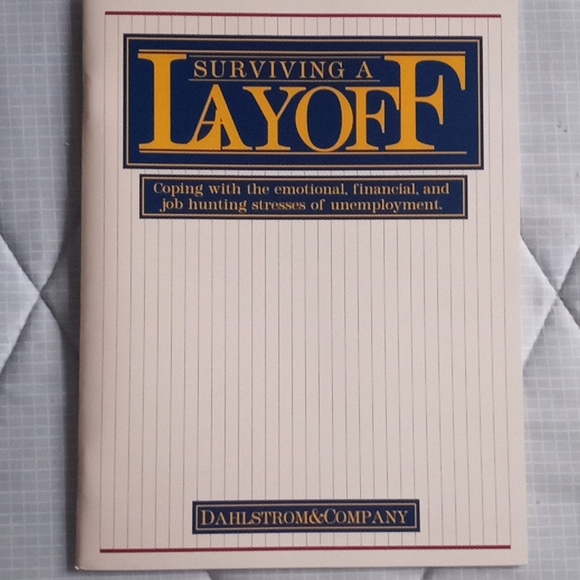 SURVIVING A
LAYOFF
Coping with the emotional, financial, and
job hunting stresses of unemployment.
DAHLSTROM&COMPANY